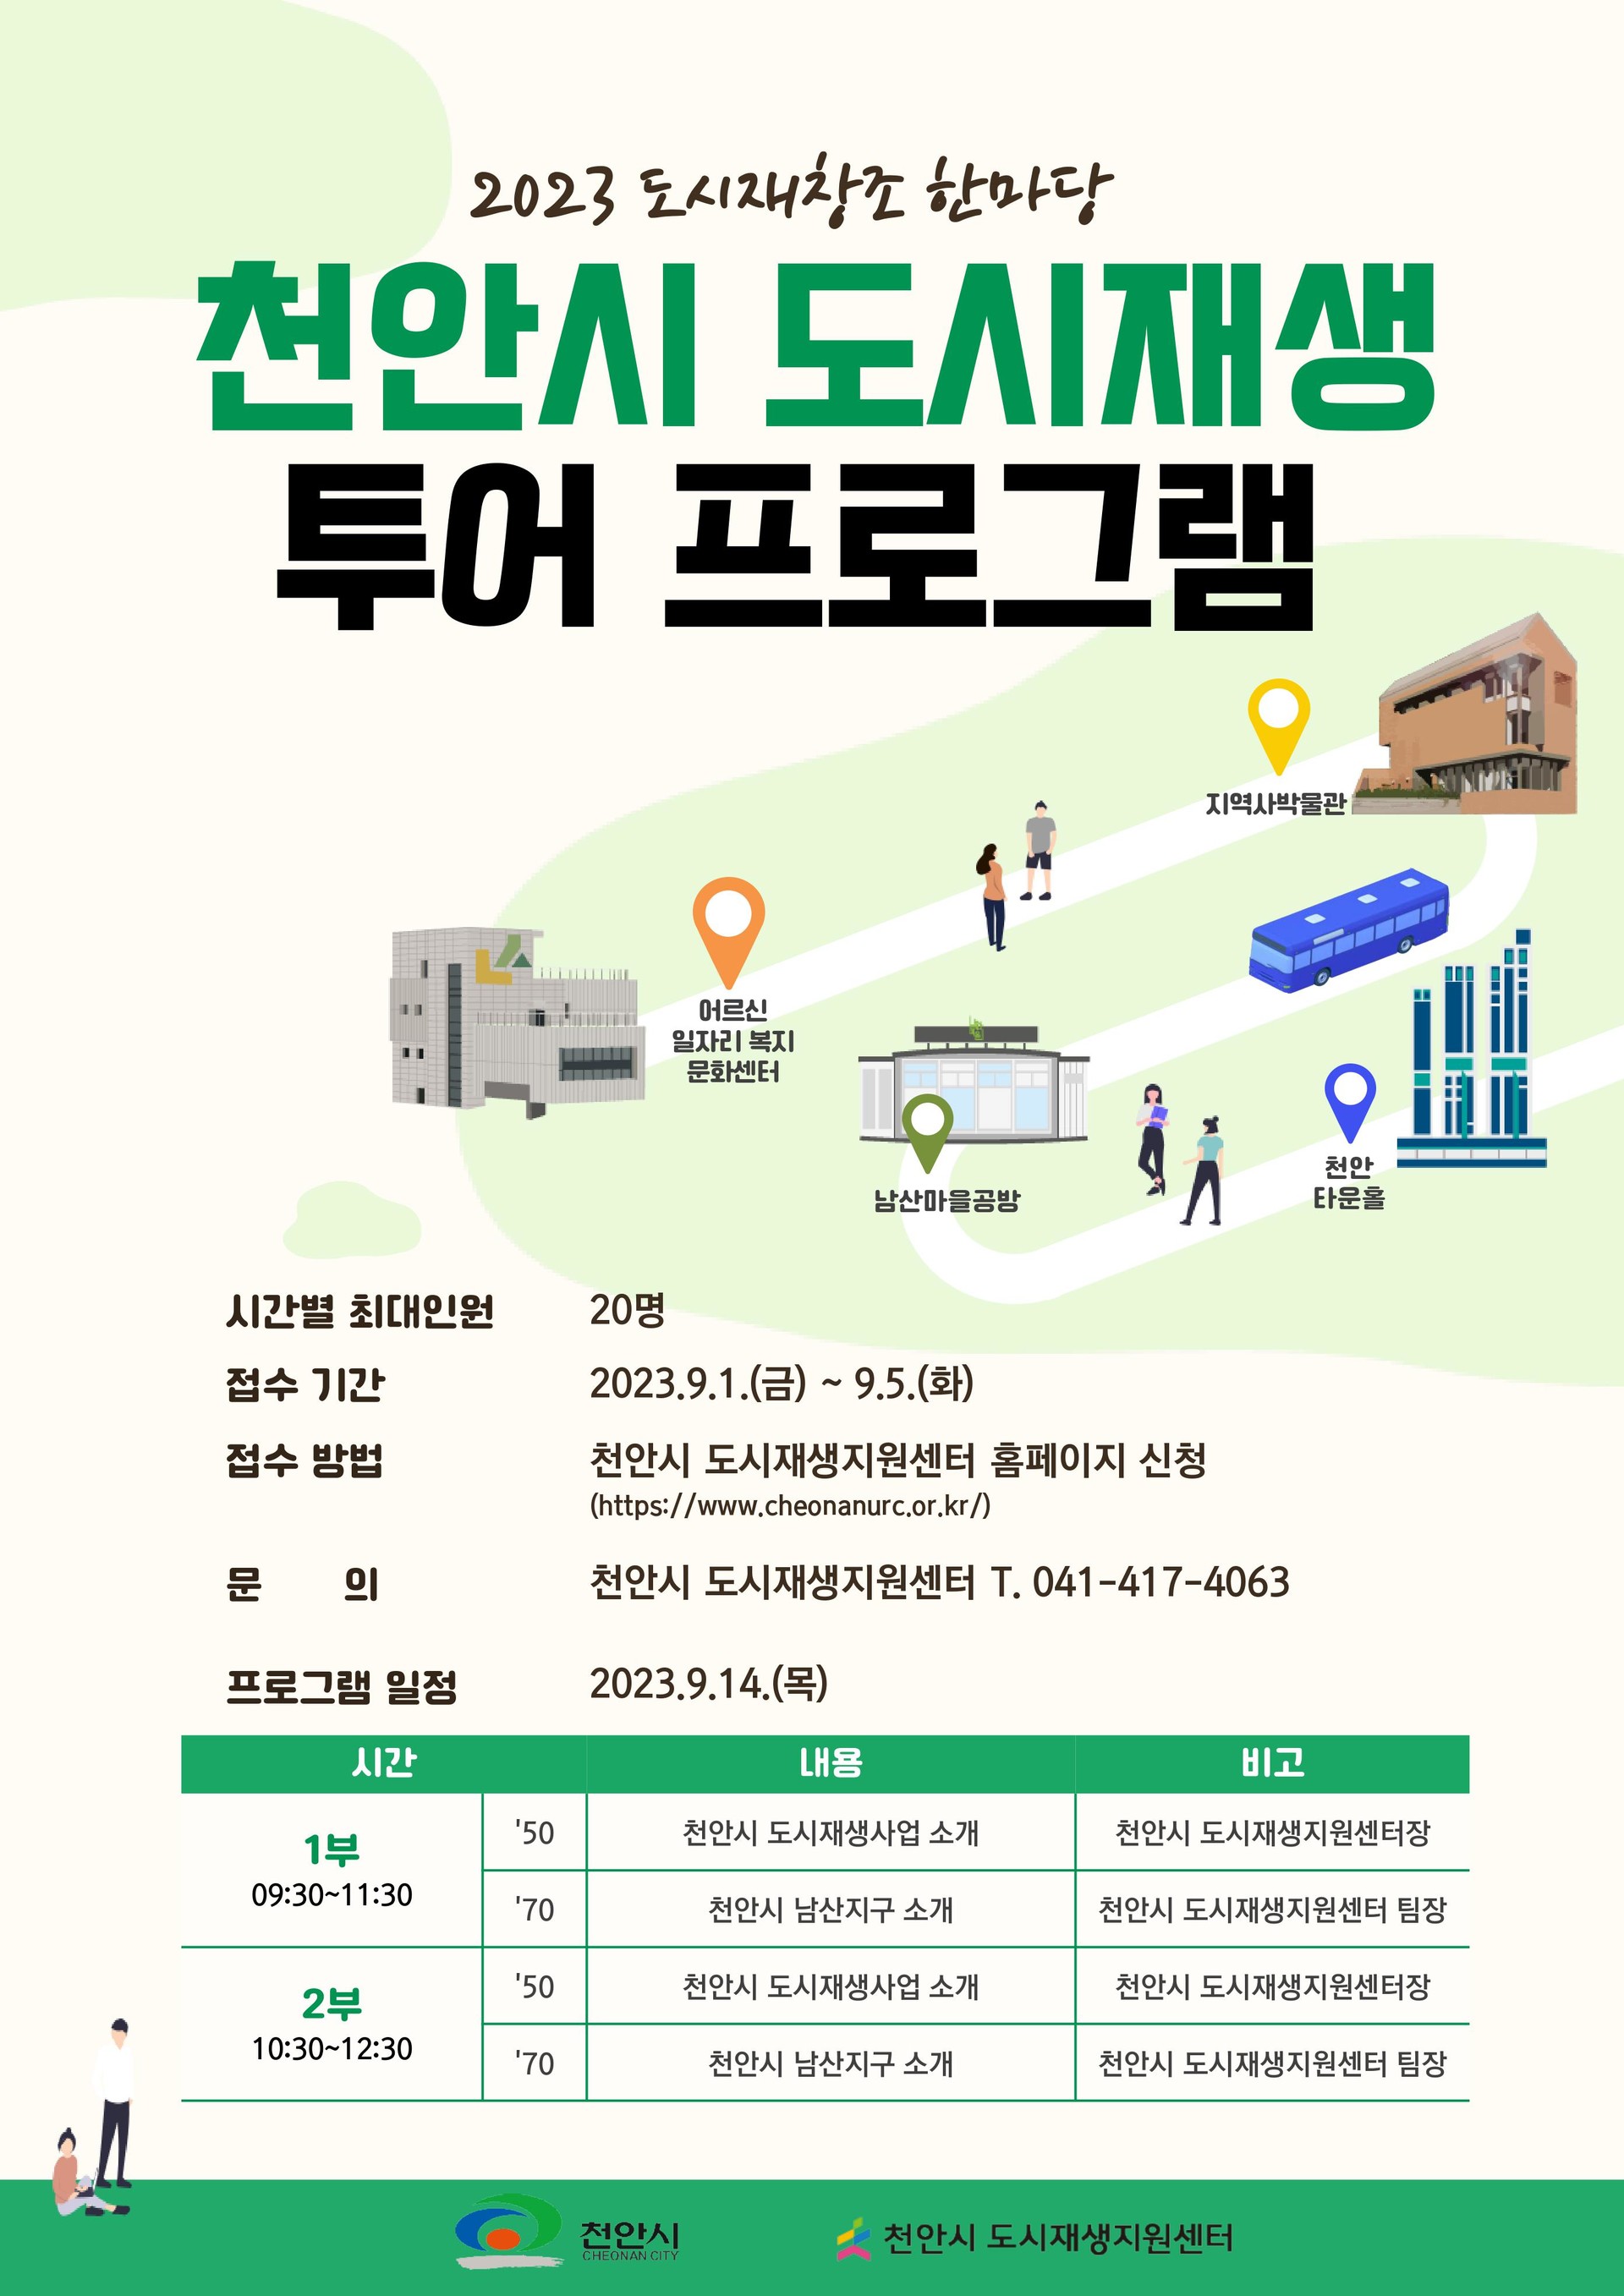 2023 도시재창조 한마당
천안시 도시재생
투어 프로그램
지역사박물관
어르신
일자리 복지
문화센터
남산마을공방
천안
타운홀
시간별 최대인원 20명
접수 기간 2023.9.1.(금) ~ 9.5.(화)
접수 방법 천안시 도시재생지원센터 홈페이지 신청
(https://www.cheonanurc.or.kr/)
문 의 천안시 도시재생지원센터 T. 041-417-4063
프로그램 일정 2023.9.14.(목)
시간 내용 비고
1부
09:30~11:30
'50 천안시 도시재생사업 소개 천안시 도시재생지원센터장
'70 천안시 남산지구 소개 천안시 도시재생지원센터 팀장
2부
10:30~12:30
'50 천안시 도시재생사업 소개 천안시 도시재생지원센터장
'70 천안시 남산지구 소개 천안시 도시재생지원센터 팀장
천안시
CHEONAN CITY
천안시 도시재생지원센터